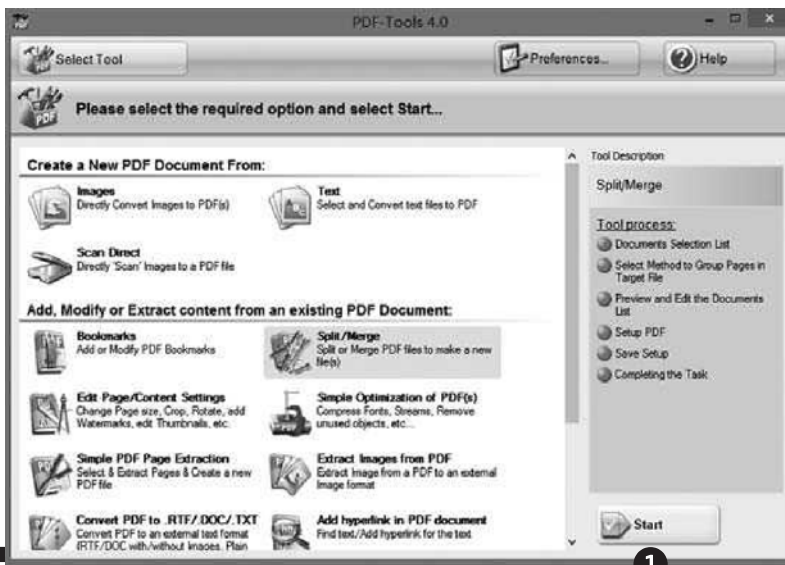 PDF-Tools 4.0
Select Tool
Preferences...
Help
Please select the required option and select Start...
Create a New PDF Document From:
Images
Directly Convert Images to PDF(s)
Text
Select and Convert text files to PDF
Scan Direct
Directly 'Scan' Images to a PDF file
Add, Modify or Extract content from an existing PDF Document:
Bookmarks
Add or Modify PDF Bookmarks
Split/Merge
Split or Merge PDF files to make a new
file(s)
Edit Page/Content Settings
Change Page size, Crop, Rotate, add
Watermarks, edit Thumbnails, etc.
Simple Optimization of PDF(s)
Compress Fonts, Streams, Remove
unused objects, etc...
Simple PDF Page Extraction
Select & Extract Pages & Create a new
PDF file
Extract Images from PDF
Extract Image from a PDF to an external
Image format
Convert PDF to .RTF/.DOC/.TXT
Convert PDF to an external text format
(RTF/DOC with/without Images. Plain
Add hyperlink in PDF document
Find text/Add hyperlink for the text
Tool Description
Split/Merge
Tool process:
Documents Selection List
Select Method to Group Pages in
Target File
Preview and Edit the Documents
List
Setup PDF
Save Setup
Completing the Task
Start
1